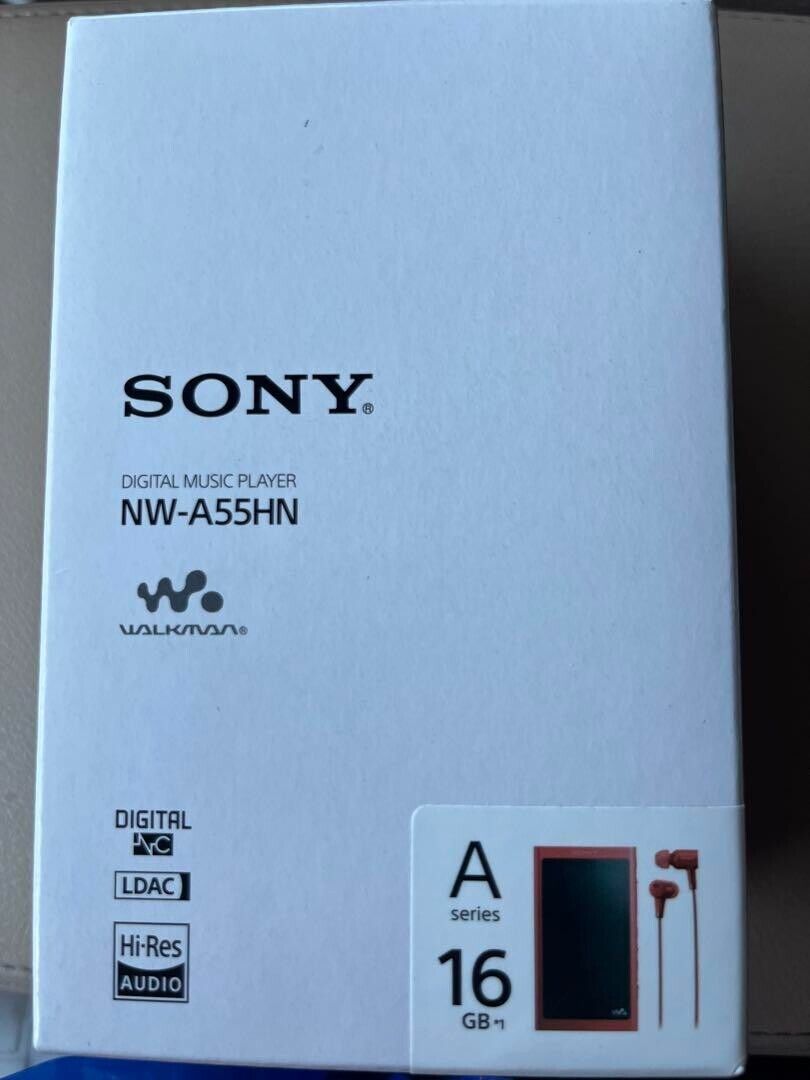 SONY®
DIGITAL MUSIC PLAYER
NW-A55HN
WALKMAN®
DIGITAL
NC
LDAC
Hi-Res
AUDIO
A
series
16
GB *1